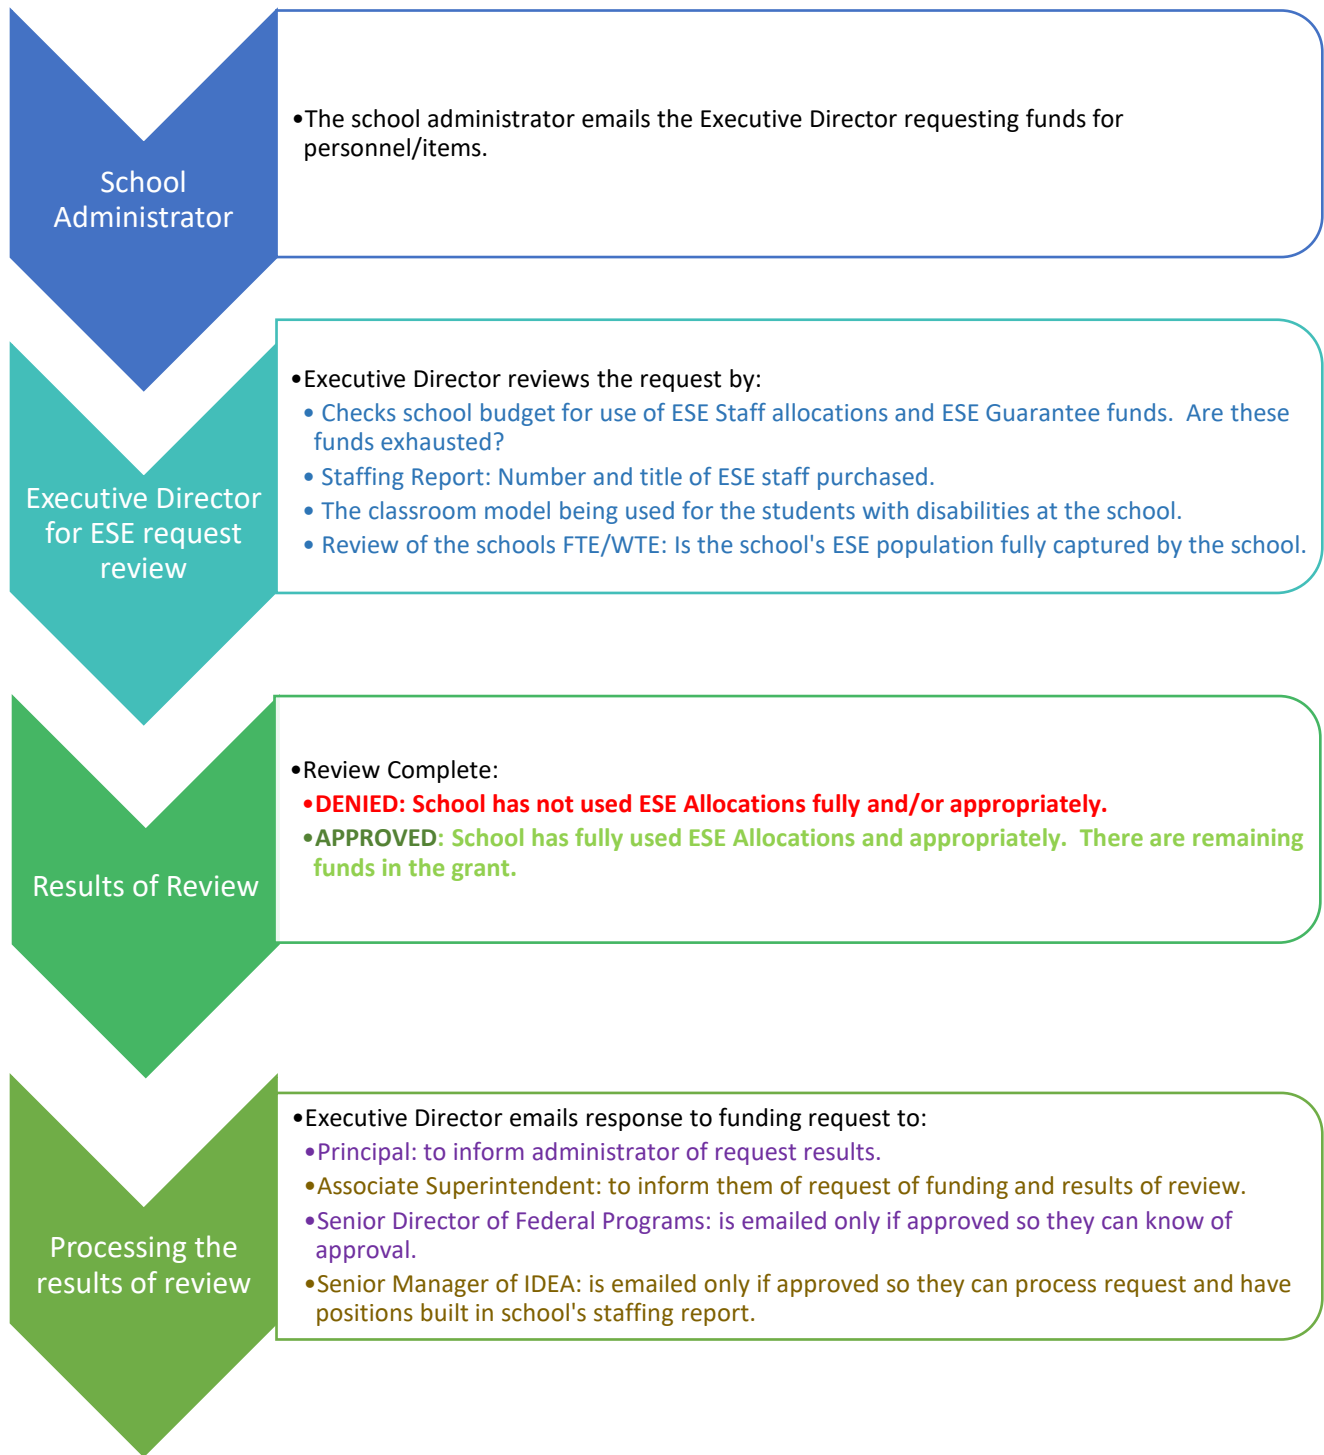 School
Administrator
•The school administrator emails the Executive Director requesting funds for
personnel/items.
Executive Director
for ESE request
review
•Executive Director reviews the request by:
• Checks school budget for use of ESE Staff allocations and ESE Guarantee funds.  Are these
funds exhausted?
• Staffing Report: Number and title of ESE staff purchased.
• The classroom model being used for the students with disabilities at the school.
• Review of the schools FTE/WTE: Is the school's ESE population fully captured by the school.
Results of Review
•Review Complete:
•DENIED: School has not used ESE Allocations fully and/or appropriately.
•APPROVED: School has fully used ESE Allocations and appropriately.  There are remaining
funds in the grant.
Processing the
results of review
•Executive Director emails response to funding request to:
•Principal: to inform administrator of request results.
•Associate Superintendent: to inform them of request of funding and results of review.
•Senior Director of Federal Programs: is emailed only if approved so they can know of
approval.
•Senior Manager of IDEA: is emailed only if approved so they can process request and have
positions built in school's staffing report.